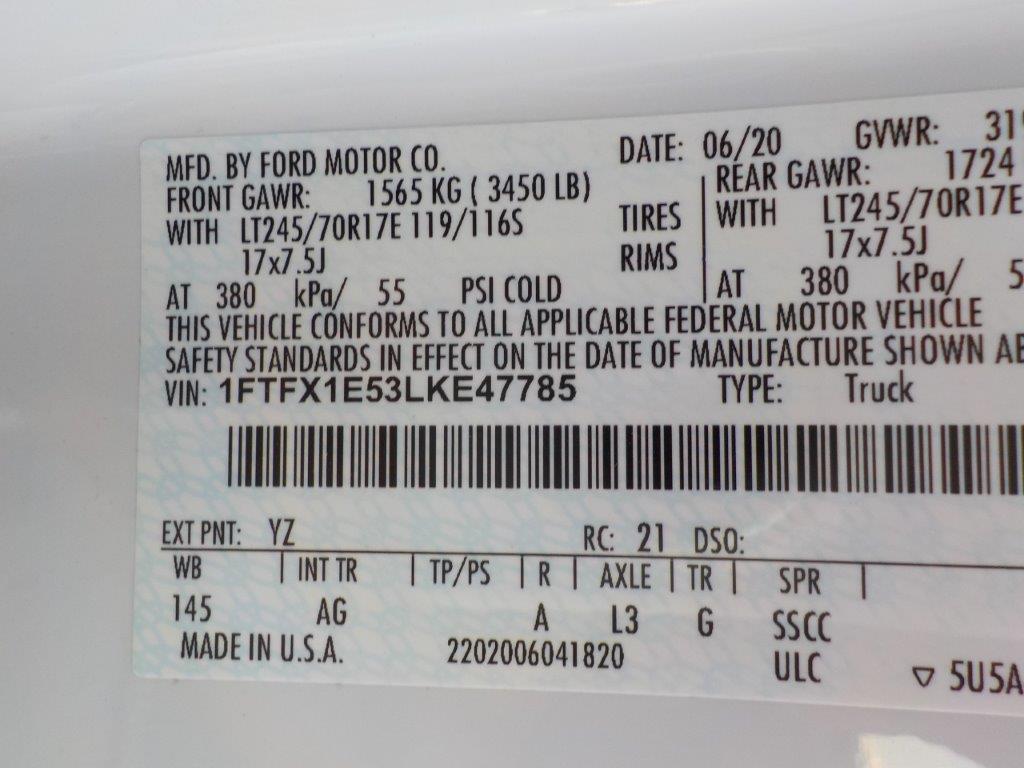 MFD. BY FORD MOTOR CO. DATE: 06/20 GVWR: 319
FRONT GAWR: 1565 KG ( 3450 LB) REAR GAWR: 1724
WITH LT245/70R17E 119/116S TIRES WITH LT245/70R17E
17x7.5J RIMS 17x7.5J
AT 380 kPa/ 55 PSI COLD AT 380 kPa/ 5
THIS VEHICLE CONFORMS TO ALL APPLICABLE FEDERAL MOTOR VEHICLE
SAFETY STANDARDS IN EFFECT ON THE DATE OF MANUFACTURE SHOWN AB
VIN: 1FTFX1E53LKE47785 TYPE: Truck
EXT PNT: YZ RC: 21 DSO:
WB | INT TR | TP/PS | R | AXLE | TR | SPR |
145 AG A L3 G SSCC
MADE IN U.S.A. 2202006041820 ULC ▽ 5U5A